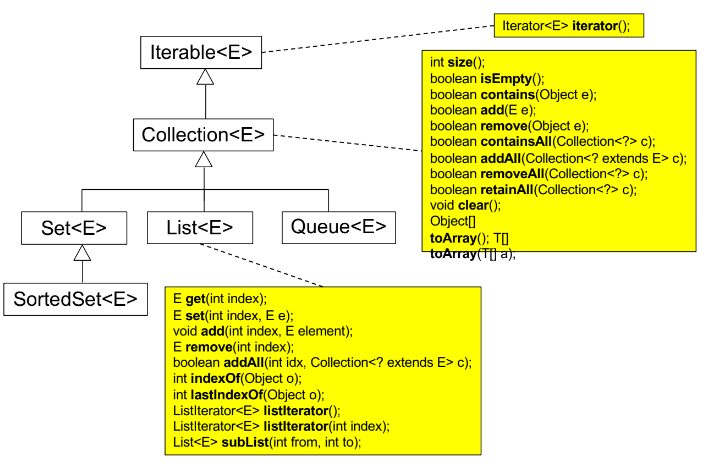 Iterator<E> iterator();
Iterable<E>
int size();
boolean isEmpty();
boolean contains(Object e);
boolean add(E e);
boolean remove(Object e);
boolean containsAll(Collection<?> c);
boolean addAll(Collection<? extends E> c);
boolean removeAll(Collection<?> c);
boolean retainAll(Collection<?> c);
void clear();
Object[]
toArray(); T[]
toArray(T[] a);
Collection<E>
Set<E>
List<E>
Queue<E>
SortedSet<E>
E get(int index);
E set(int index, E e);
void add(int index, E element);
E remove(int index);
boolean addAll(int idx, Collection<? extends E> c);
int indexOf(Object o);
int lastIndexOf(Object o);
ListIterator<E> listIterator();
ListIterator<E> listIterator(int index);
List<E> subList(int from, int to);